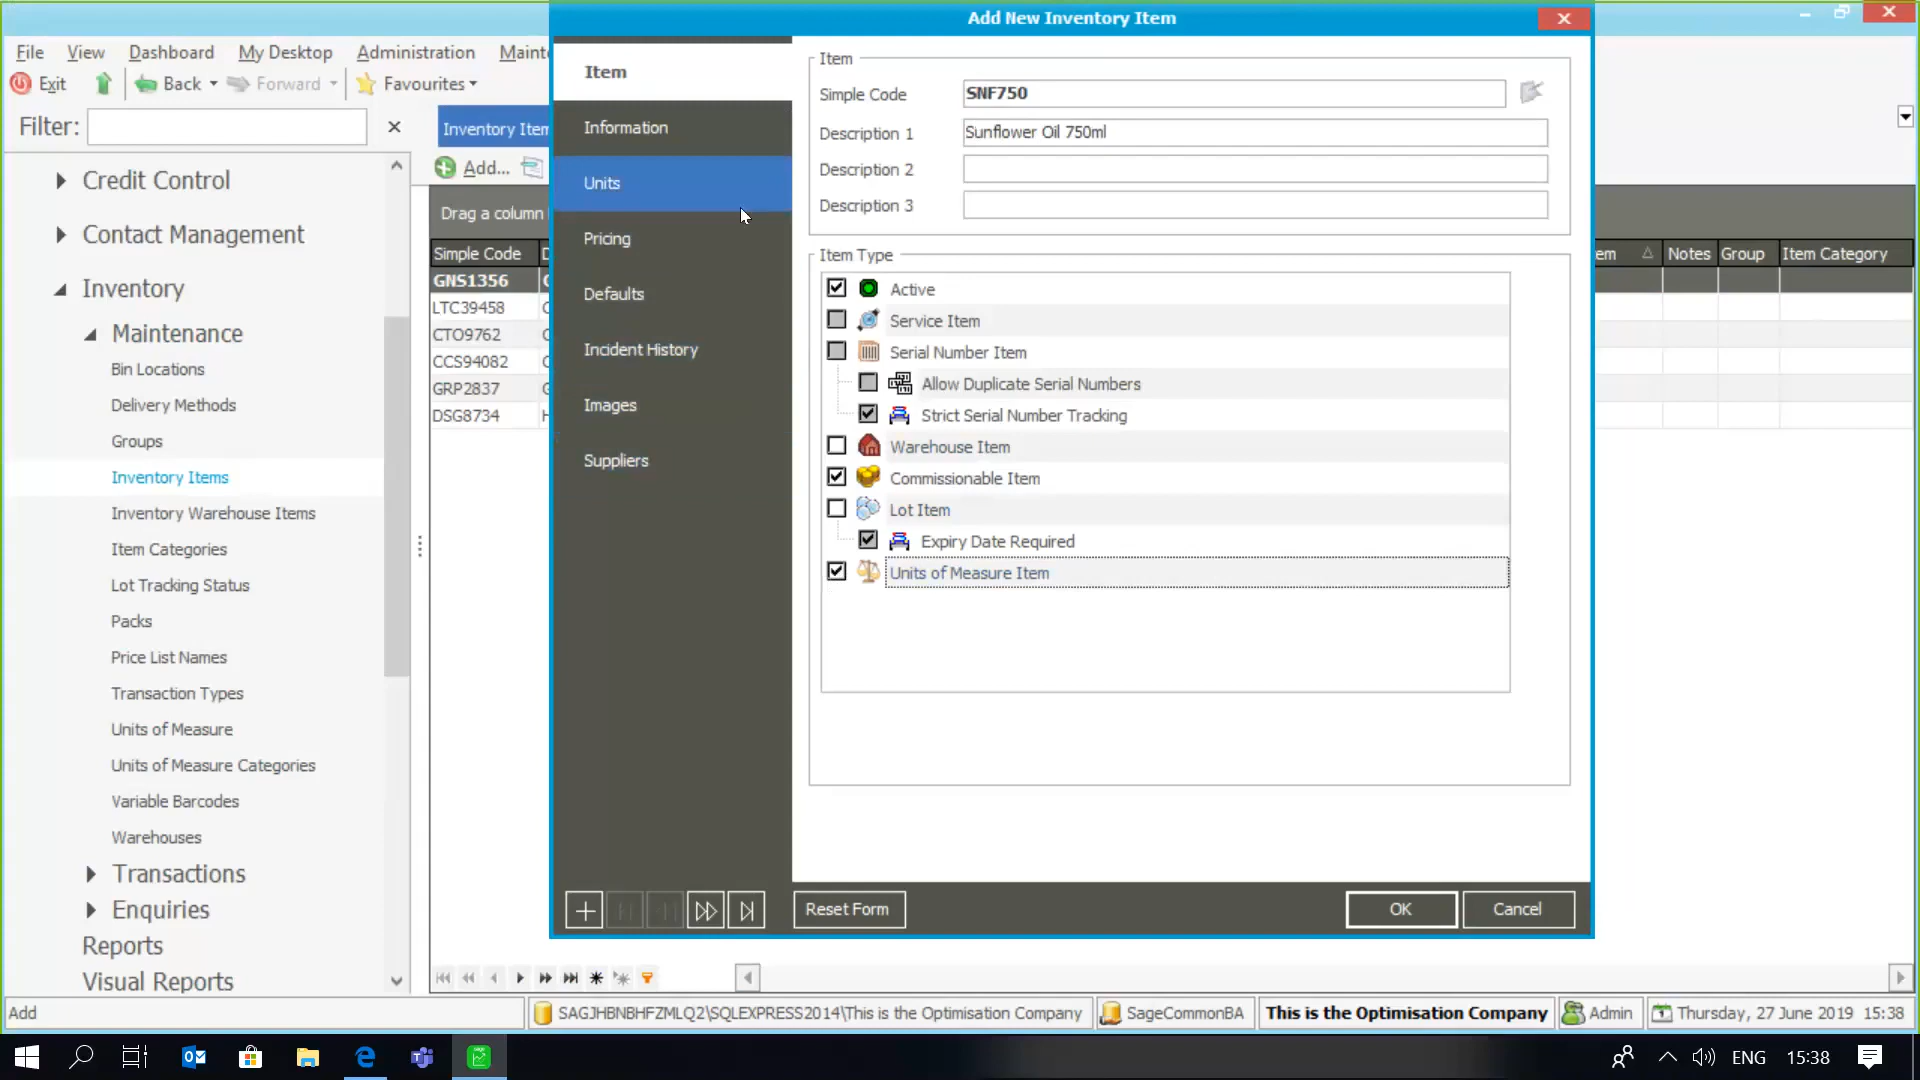 Add New Inventory Item
File View Dashboard My Desktop Administration Maint
Exit Back Forward Favourites
Filter:
Credit Control
Contact Management
Inventory
Maintenance
Bin Locations
Delivery Methods
Groups
Inventory Items
Inventory Warehouse Items
Item Categories
Lot Tracking Status
Packs
Price List Names
Transaction Types
Units of Measure
Units of Measure Categories
Variable Barcodes
Warehouses
Transactions
Enquiries
Reports
Visual Reports
Inventory Item
Add...
Drag a column
Simple Code D
GNS1356
LTC39458
CTO9762
CCS94082
GRP2837
DSG8734
Item
Information
Units
Pricing
Defaults
Incident History
Images
Suppliers
Item
Simple Code SNF750
Description 1 Sunflower Oil 750ml
Description 2
Description 3
Item Type
Active
Service Item
Serial Number Item
Allow Duplicate Serial Numbers
Strict Serial Number Tracking
Warehouse Item
Commissionable Item
Lot Item
Expiry Date Required
Units of Measure Item
Reset Form OK Cancel
em Notes Group Item Category
Add SAGJHBNBHFZMLQ2\SQLEXPRESS2014\This is the Optimisation Company SageCommonBA This is the Optimisation Company Admin Thursday, 27 June 2019 15:38
ENG 15:38